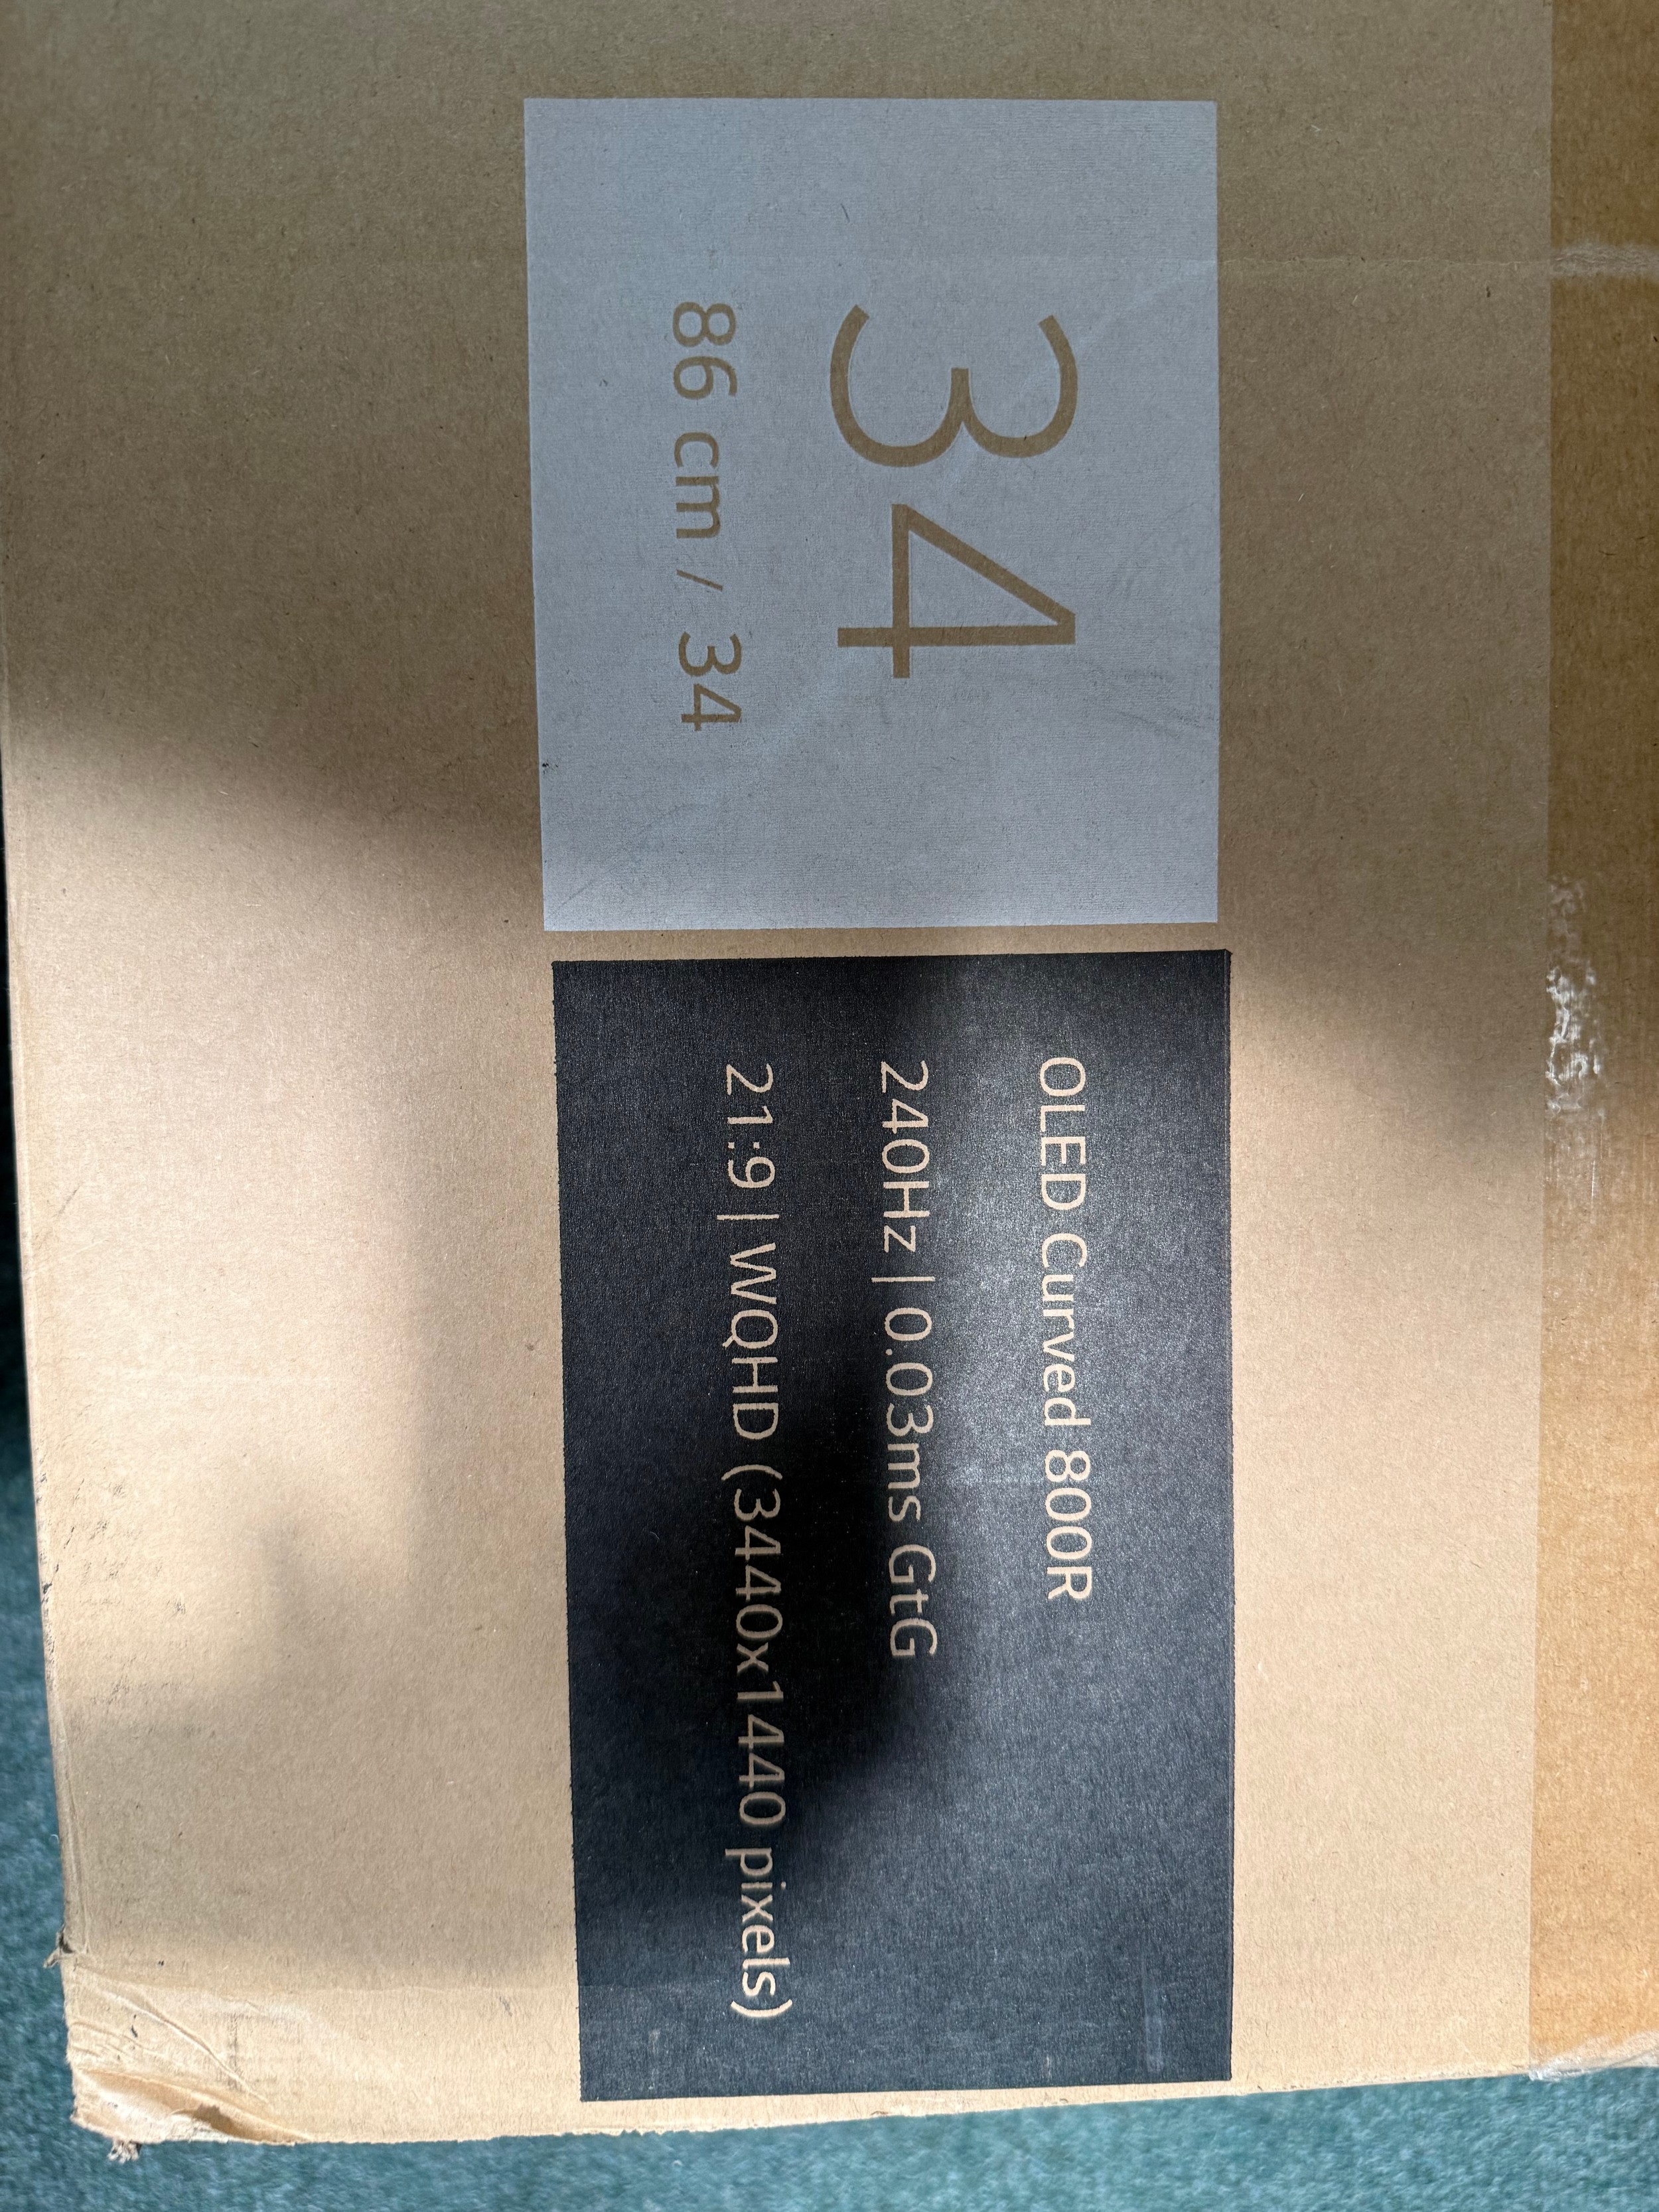 34
86 cm / 34
OLED Curved 800R
240Hz | 0.03ms GtG
21:9 | WQHD (3440x1440 pixels)